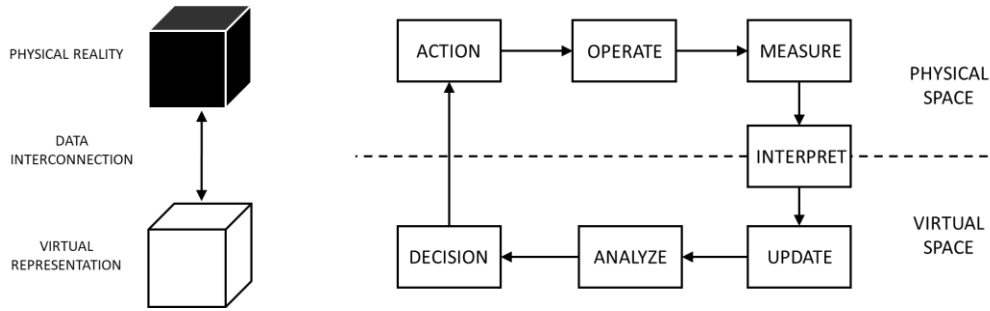 PHYSICAL REALITY
DATA
INTERCONNECTION
VIRTUAL
REPRESENTATION
ACTION
OPERATE
MEASURE
PHYSICAL
SPACE
INTERPRET
VIRTUAL
SPACE
DECISION
ANALYZE
UPDATE